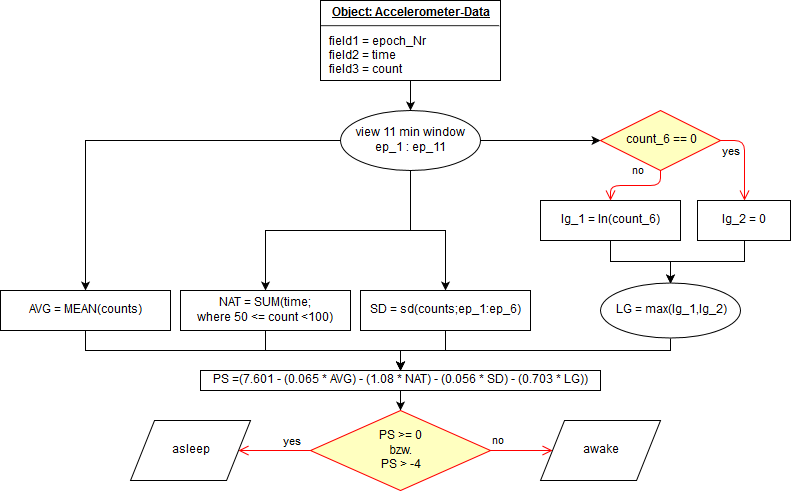 Object: Accelerometer-Data
field1 = epoch_Nr
field2 = time
field3 = count
view 11 min window
ep_1 : ep_11
count_6 == 0
yes
no
lg_1 = ln(count_6)
lg_2 = 0
AVG = MEAN(counts)
NAT = SUM(time;
where 50 <= count <100)
SD = sd(counts;ep_1:ep_6)
LG = max(lg_1,lg_2)
PS =(7.601 - (0.065 * AVG) - (1.08 * NAT) - (0.056 * SD) - (0.703 * LG))
asleep
yes
PS >= 0
bzw.
PS > -4
no
awake